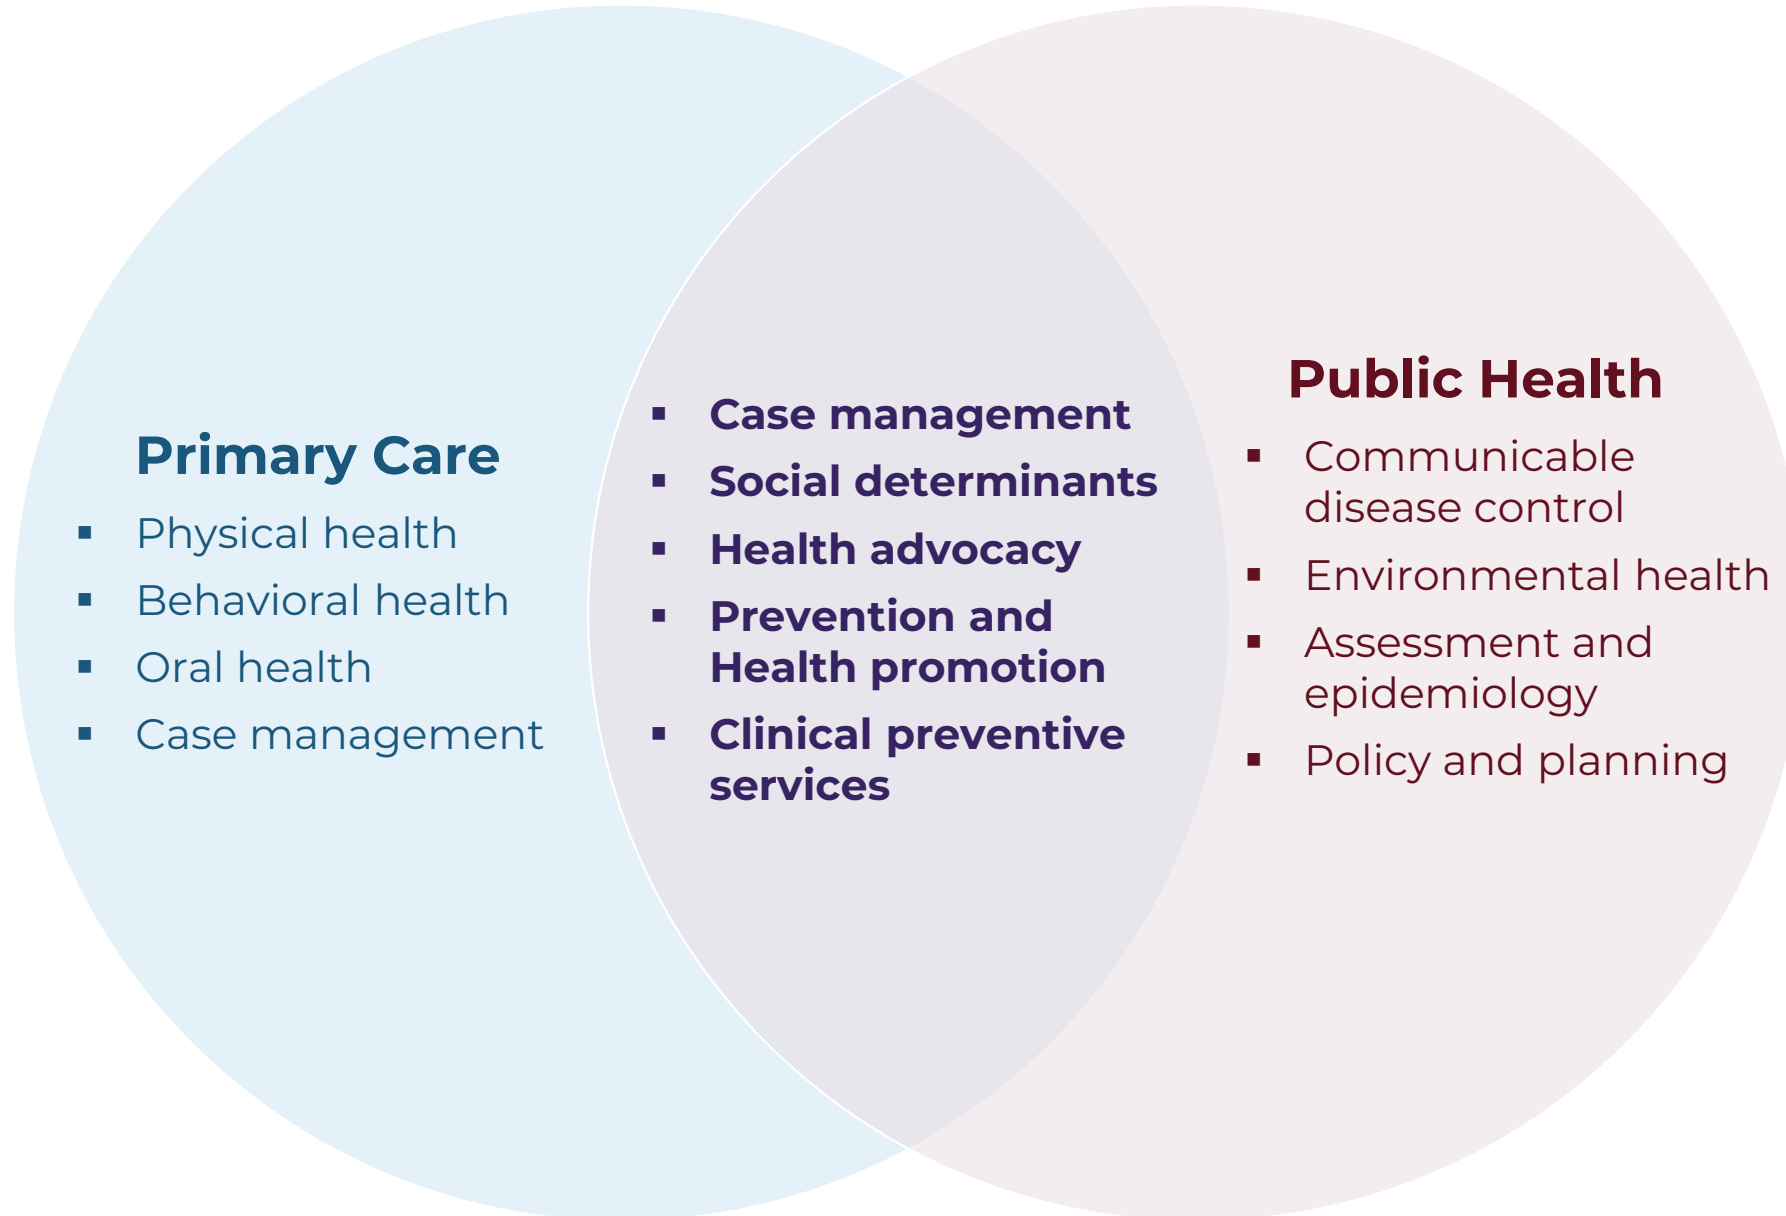 Primary Care
▪ Physical health
▪ Behavioral health
▪ Oral health
▪ Case management
▪ Case management
▪ Social determinants
▪ Health advocacy
▪ Prevention and
Health promotion
▪ Clinical preventive
services
Public Health
▪ Communicable
disease control
▪ Environmental health
▪ Assessment and
epidemiology
▪ Policy and planning